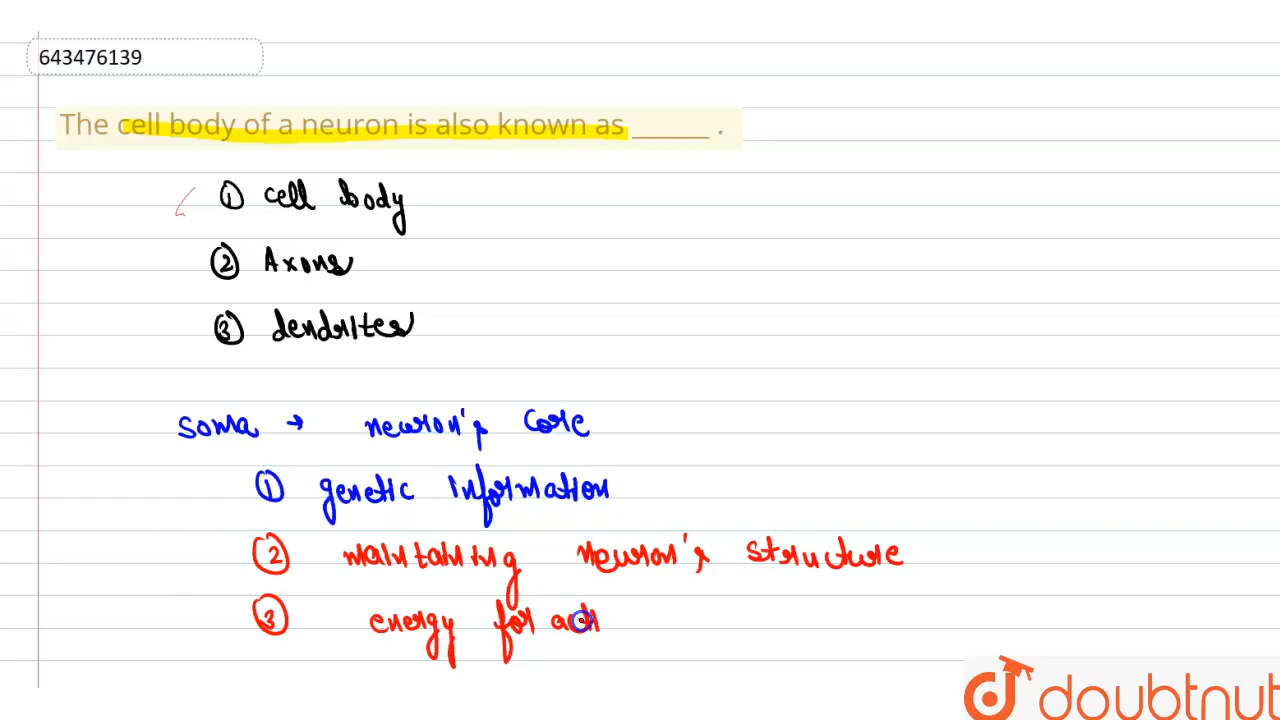 643476139
The cell body of a neuron is also known as ______ .
① cell body
② Axons
③ dendrites
soma → neuron's core
① genetic information
② maintaining neuron's structure
③ energy for
doubtnut